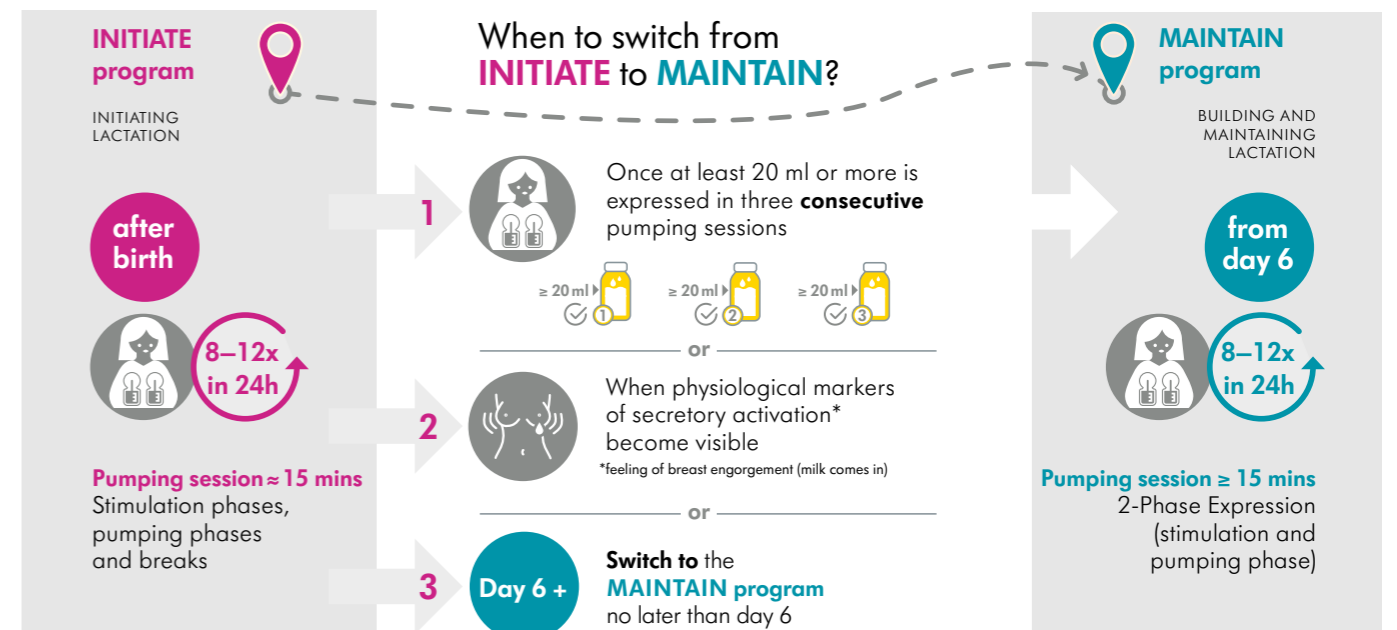 INITIATE
program
INITIATING
LACTATION
after
birth
8–12x
in 24h
Pumping session ≈ 15 mins
Stimulation phases,
pumping phases
and breaks
When to switch from
INITIATE to MAINTAIN?
1
Once at least 20 ml or more is
expressed in three consecutive
pumping sessions
≥ 20 ml
1
≥ 20 ml
2
≥ 20 ml
3
or
2
When physiological markers
of secretory activation*
become visible
*feeling of breast engorgement (milk comes in)
or
3
Day 6 +
Switch to the
MAINTAIN program
no later than day 6
MAINTAIN
program
BUILDING AND
MAINTAINING
LACTATION
from
day 6
8–12x
in 24h
Pumping session ≥ 15 mins
2-Phase Expression
(stimulation and
pumping phase)